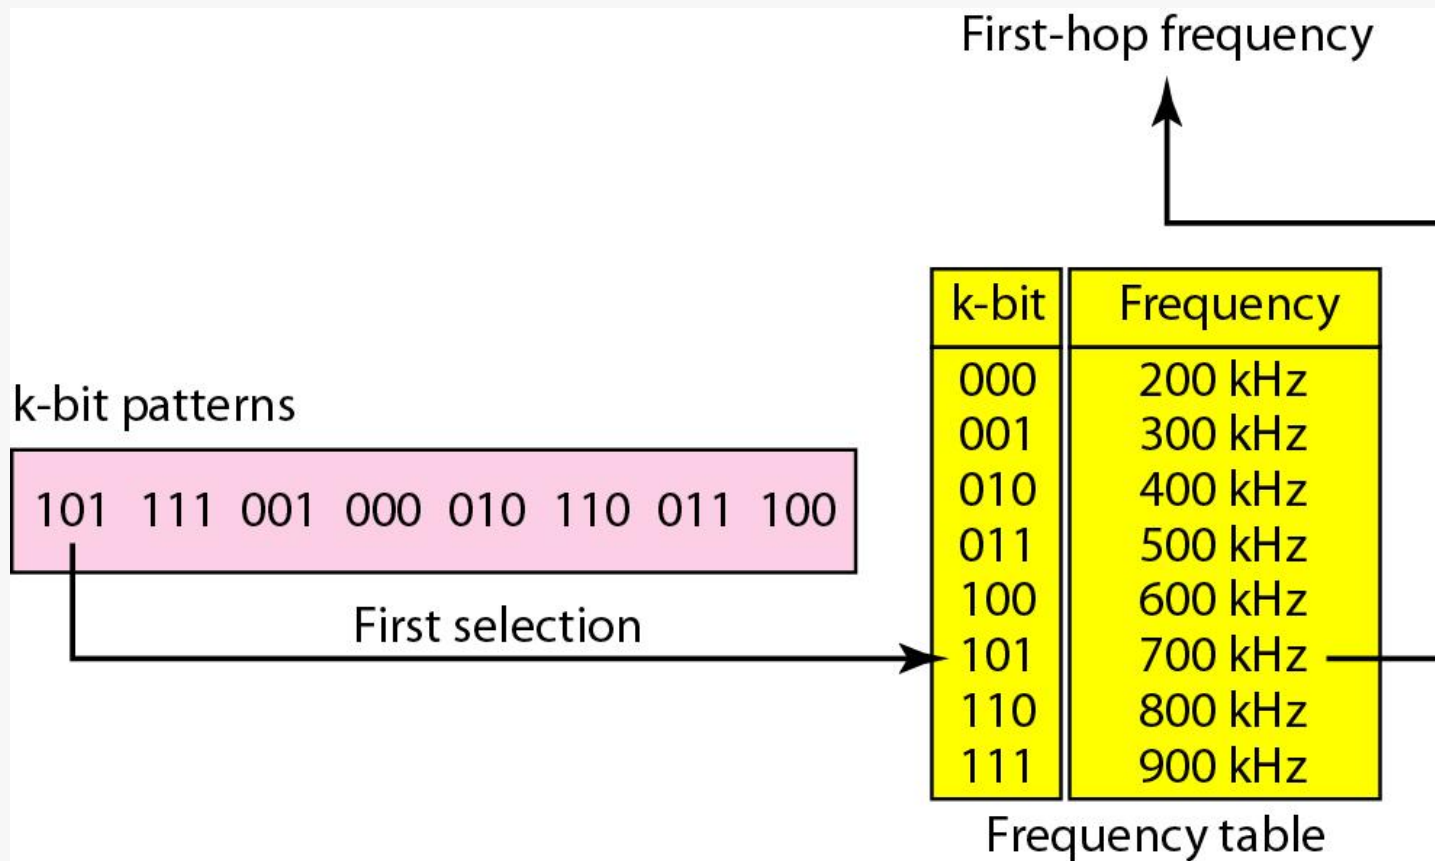 First-hop frequency
k-bit Frequency
000 200 kHz
001 300 kHz
010 400 kHz
011 500 kHz
100 600 kHz
101 700 kHz
110 800 kHz
111 900 kHz
Frequency table
k-bit patterns
101 111 001 000 010 110 011 100
First selection